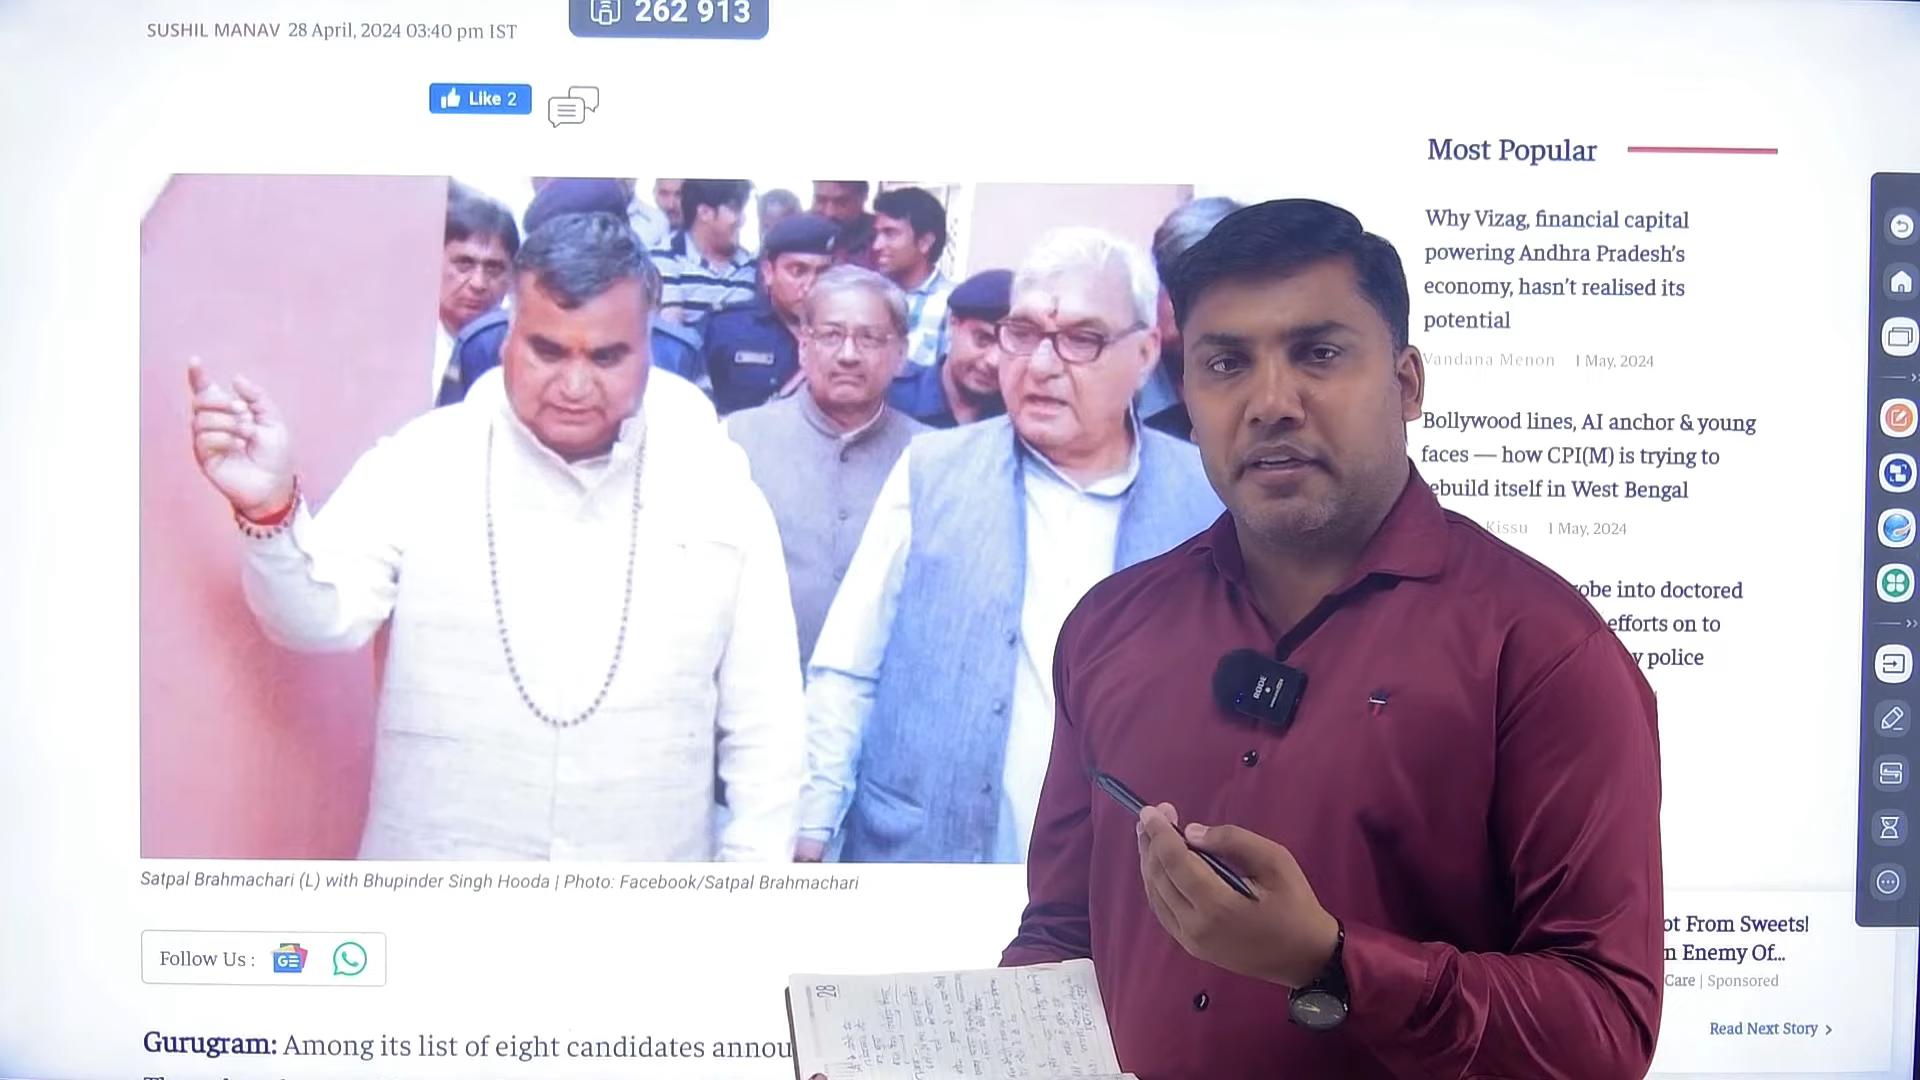 SUSHIL MANAV 28 April, 2024 03:40 pm IST
262 913
Like 2
Most Popular
Why Vizag, financial capital
powering Andhra Pradesh's
economy, hasn't realised its
potential
Vandana Menon 1 May, 2024
Bollywood lines, AI anchor & young
faces — how CPI(M) is trying to
ebuild itself in West Bengal
Kissu 1 May, 2024
obe into doctored
efforts on to
y police
Satpal Brahmachari (L) with Bhupinder Singh Hooda | Photo: Facebook/Satpal Brahmachari
Follow Us : GE
ot From Sweets!
n Enemy Of...
Care | Sponsored
Read Next Story >
Gurugram: Among its list of eight candidates annou
RODE
28